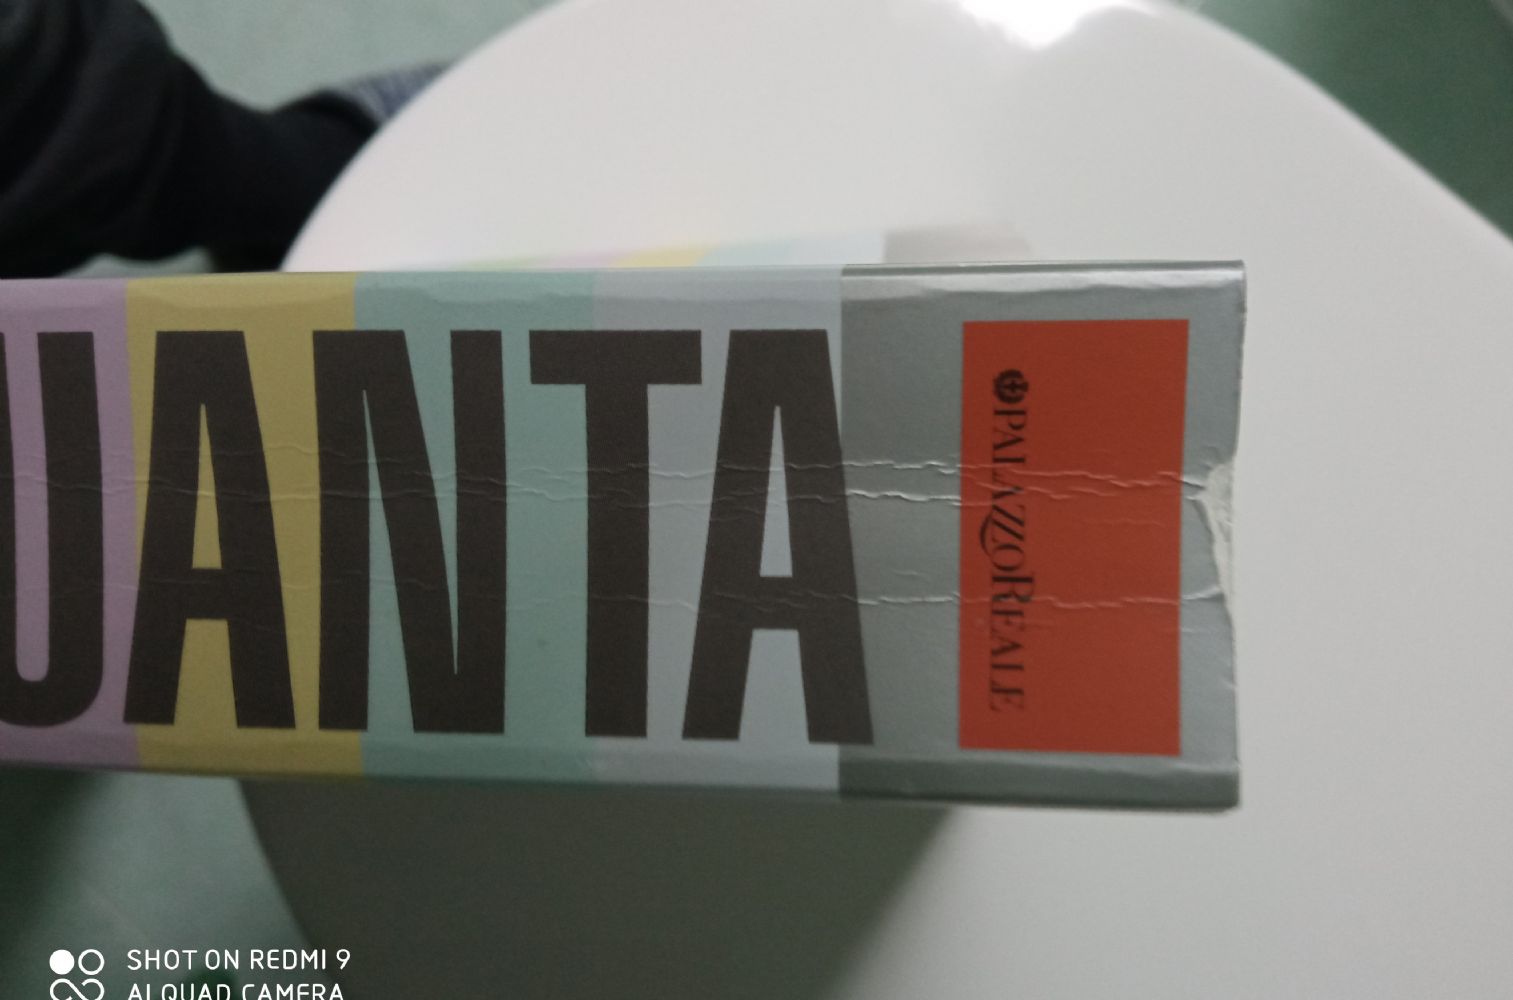 UANTA
PALAZZOREALE
SHOT ON REDMI 9
AI QUAD CAMERA